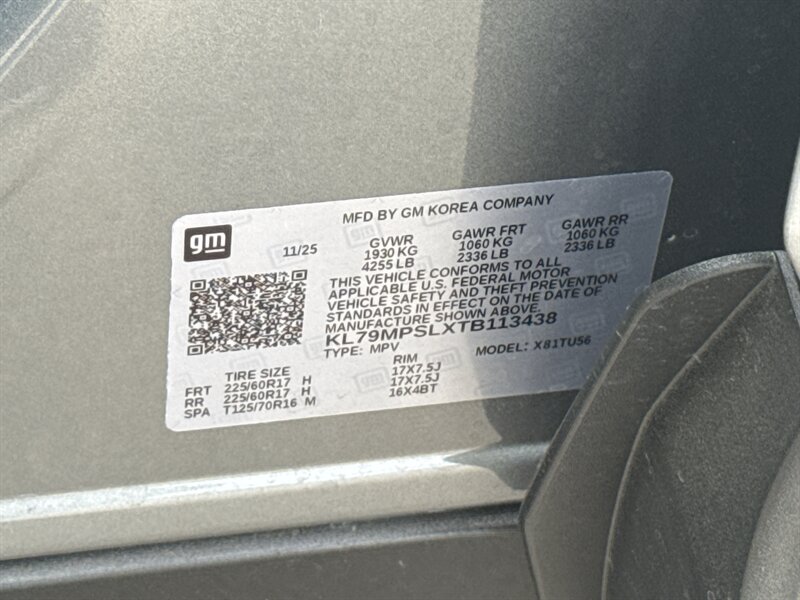 MFD BY GM KOREA COMPANY
gm
11/25
GVWR GAWR FRT GAWR RR
1930 KG 1060 KG 1060 KG
4255 LB 2336 LB 2336 LB
THIS VEHICLE CONFORMS TO ALL
APPLICABLE U.S. FEDERAL MOTOR
VEHICLE SAFETY AND THEFT PREVENTION
STANDARDS IN EFFECT ON THE DATE OF
MANUFACTURE SHOWN ABOVE.
KL79MPSLXTB113438
TYPE: MPV MODEL: X81TU56
TIRE SIZE RIM
FRT 225/60R17 H 17X7.5J
RR 225/60R17 H 17X7.5J
SPA T125/70R16 M 16X4BT